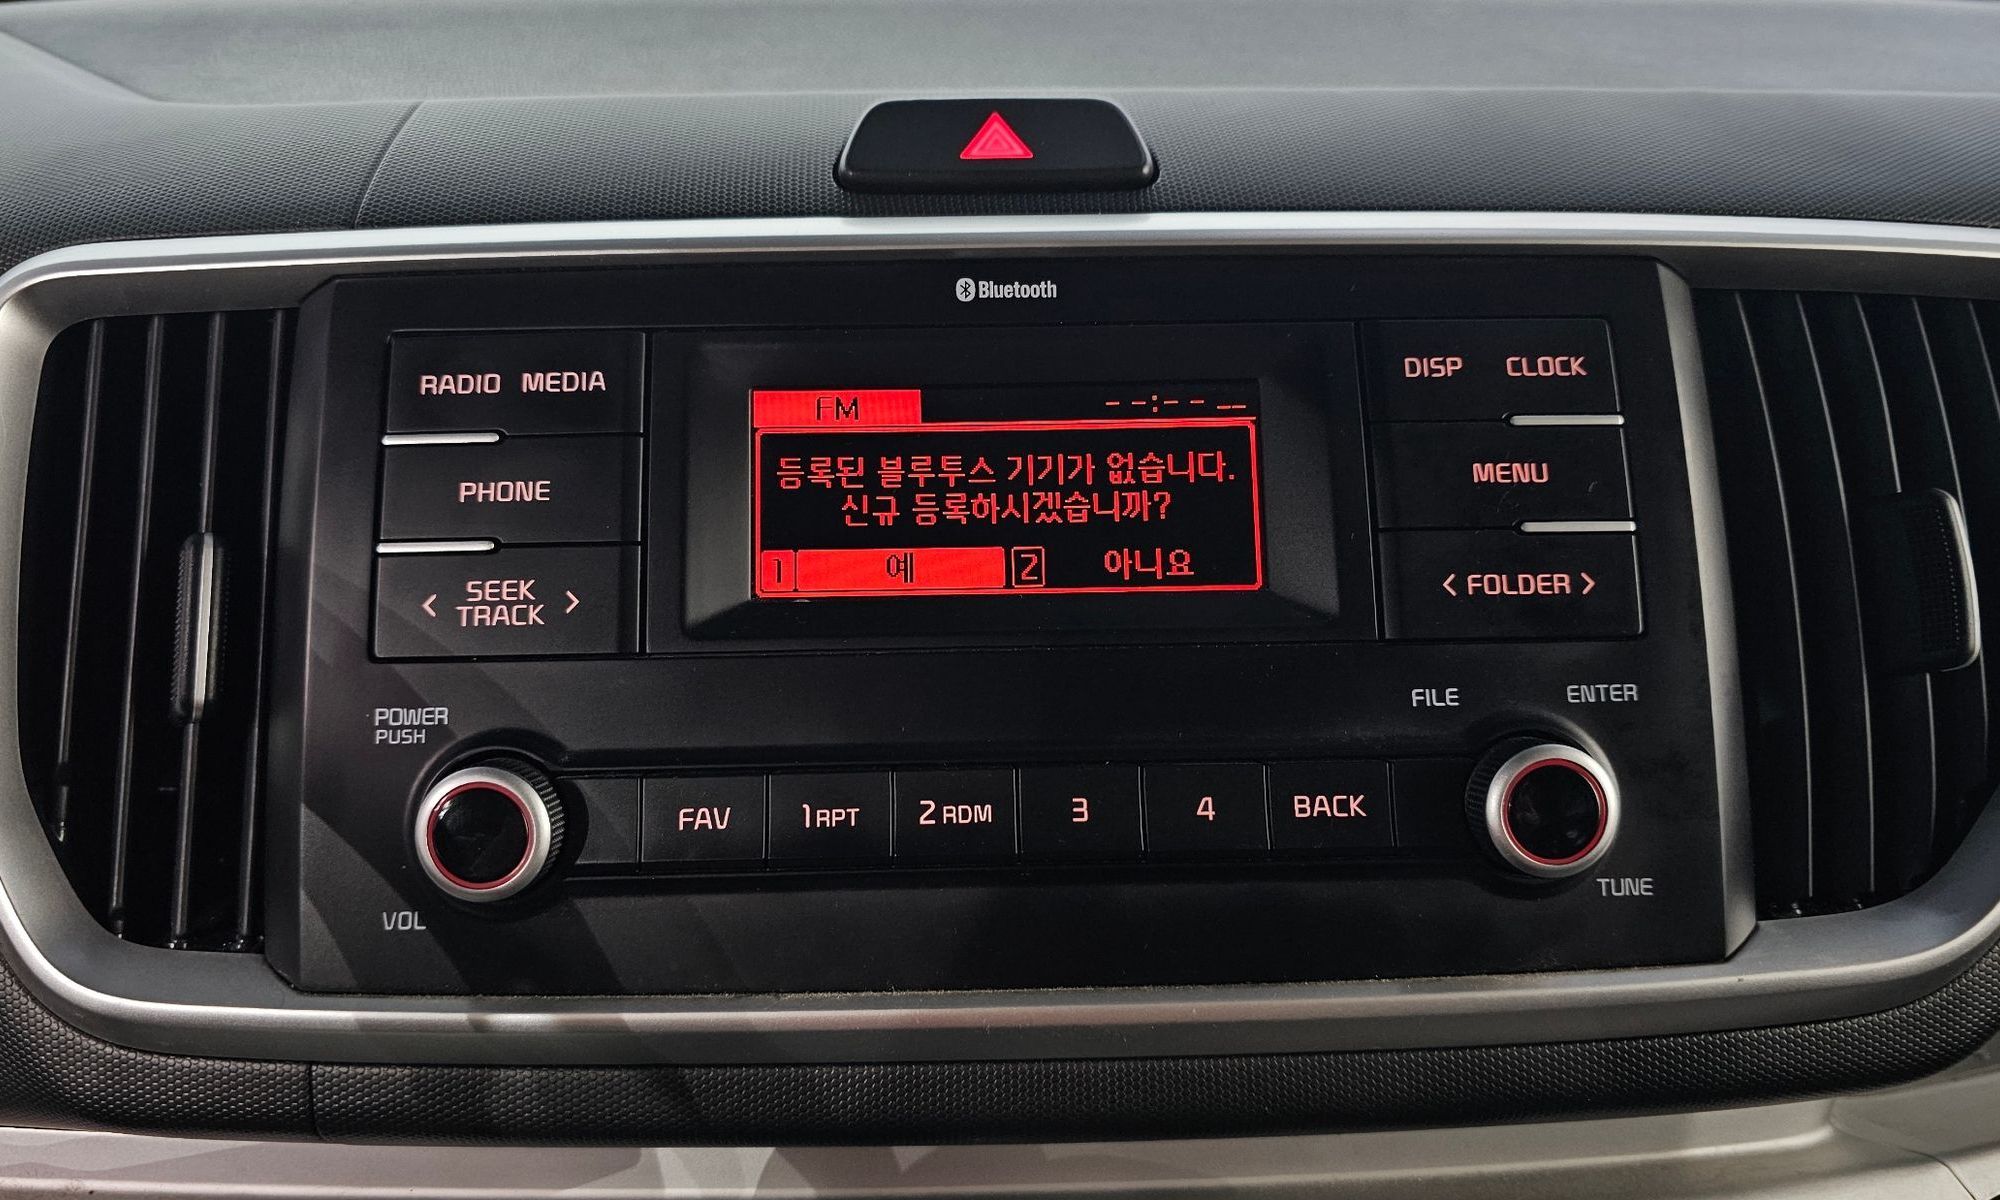 Bluetooth
RADIO MEDIA
PHONE
< SEEK TRACK >
FM --:-- --
등록된 블루투스 기기가 없습니다.
신규 등록하시겠습니까?
1 예 2 아니요
DISP CLOCK
MENU
< FOLDER >
POWER
PUSH
VOL
FAV 1 RPT 2 RDM 3 4 BACK
FILE ENTER
TUNE